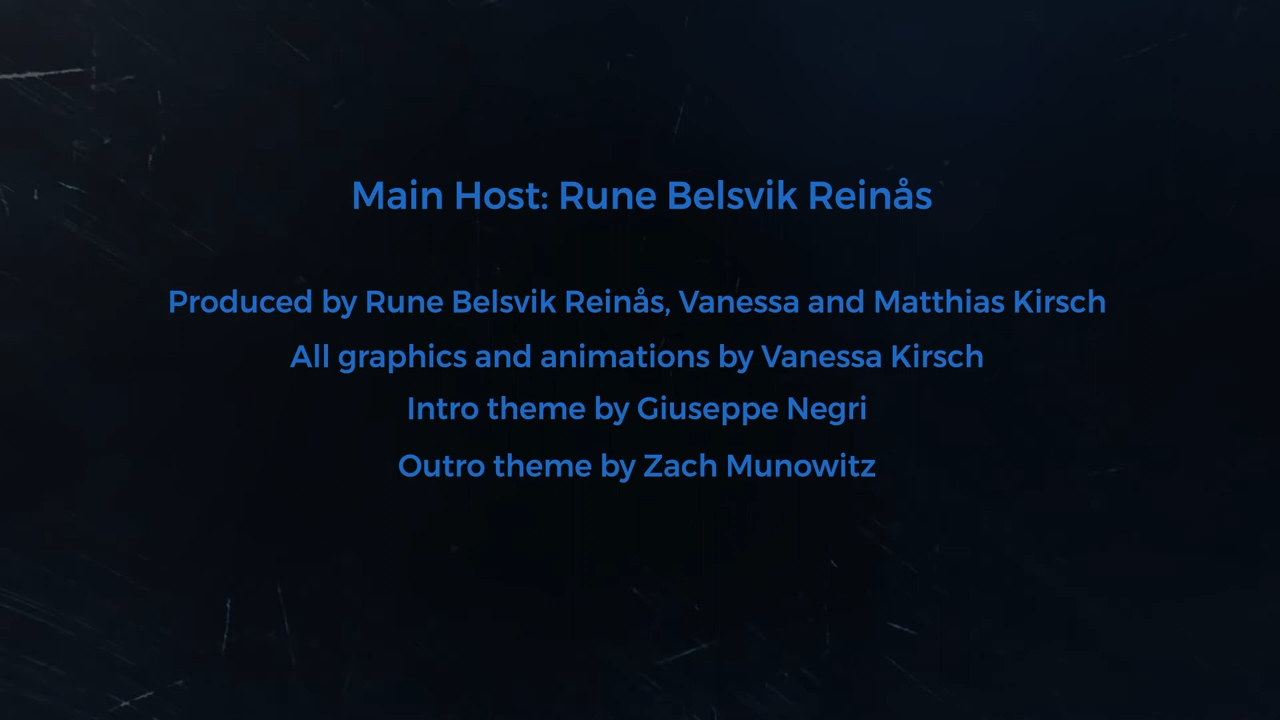 Main Host: Rune Belsvik Reinås
Produced by Rune Belsvik Reinås, Vanessa and Matthias Kirsch
All graphics and animations by Vanessa Kirsch
Intro theme by Giuseppe Negri
Outro theme by Zach Munowitz